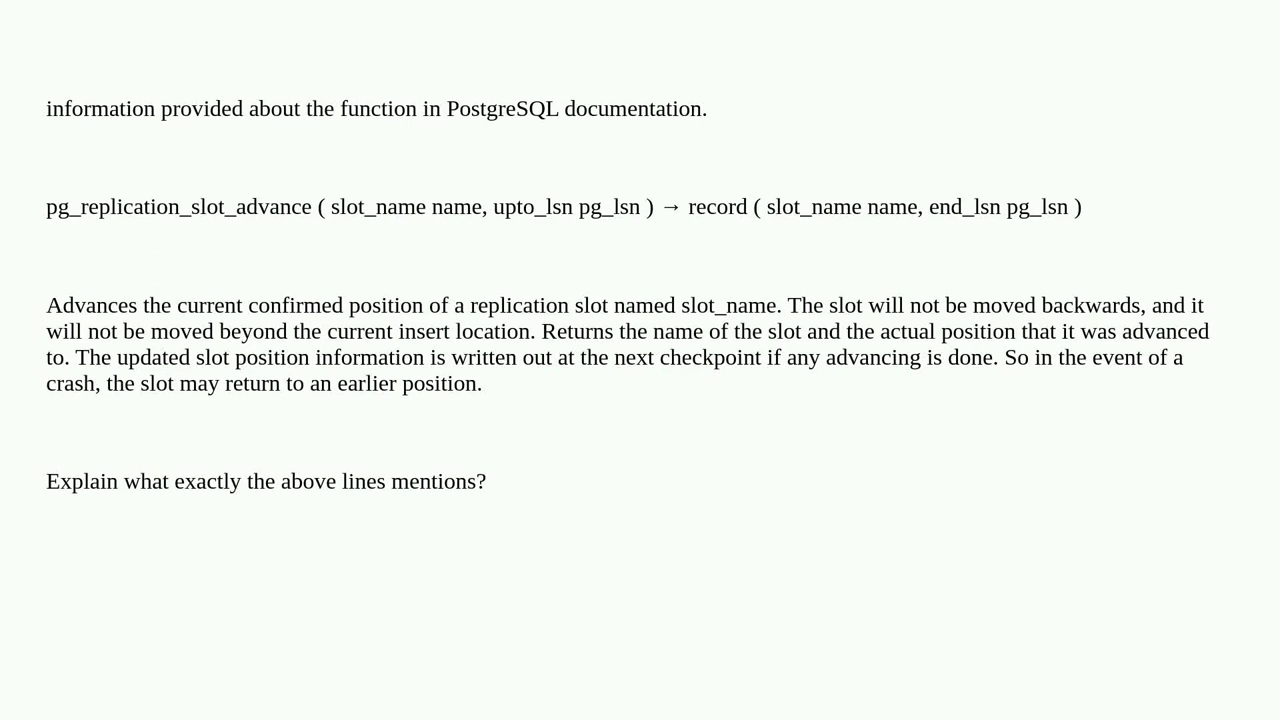 information provided about the function in PostgreSQL documentation.
pg_replication_slot_advance ( slot_name name, upto_lsn pg_lsn ) → record ( slot_name name, end_lsn pg_lsn )
Advances the current confirmed position of a replication slot named slot_name. The slot will not be moved backwards, and it
will not be moved beyond the current insert location. Returns the name of the slot and the actual position that it was advanced
to. The updated slot position information is written out at the next checkpoint if any advancing is done. So in the event of a
crash, the slot may return to an earlier position.
Explain what exactly the above lines mentions?